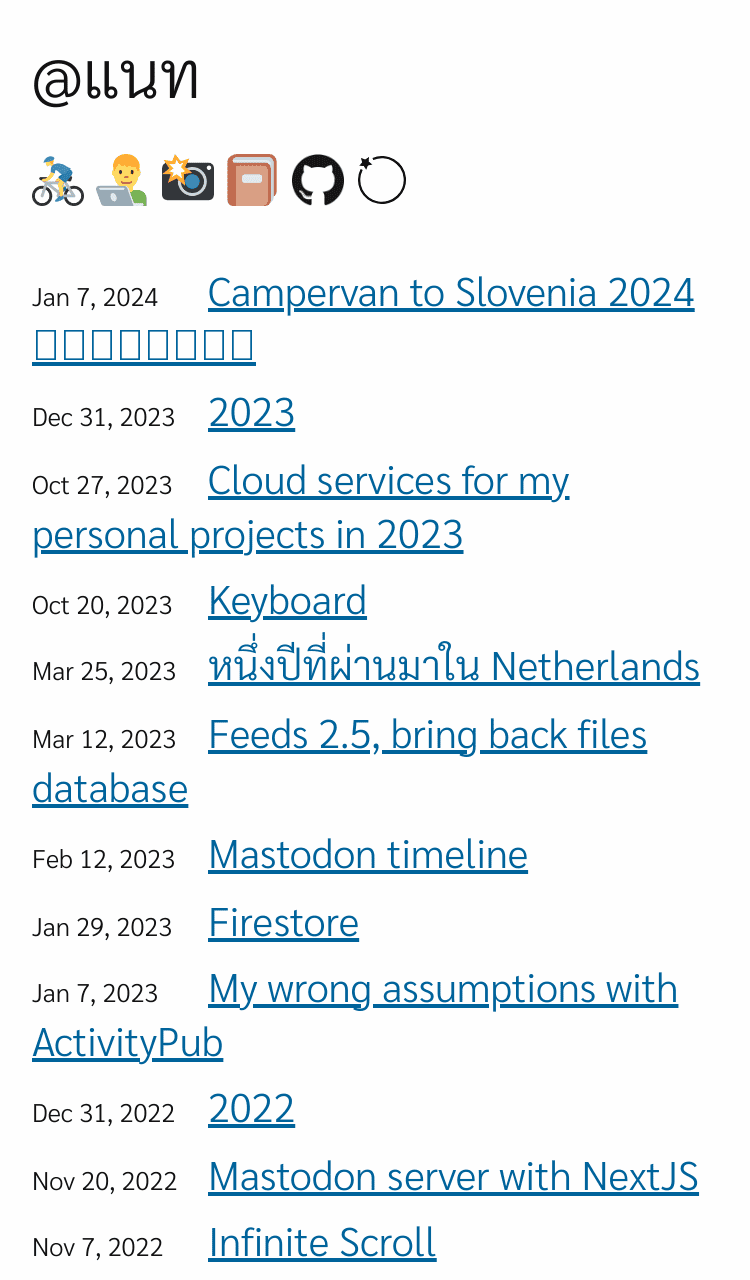 @แนท
Jan 7, 2024 Campervan to Slovenia 2024
Dec 31, 2023 2023
Oct 27, 2023 Cloud services for my
personal projects in 2023
Oct 20, 2023 Keyboard
Mar 25, 2023 หนึ่งปีที่ผ่านมาใน Netherlands
Mar 12, 2023 Feeds 2.5, bring back files
database
Feb 12, 2023 Mastodon timeline
Jan 29, 2023 Firestore
Jan 7, 2023 My wrong assumptions with
ActivityPub
Dec 31, 2022 2022
Nov 20, 2022 Mastodon server with NextJS
Nov 7, 2022 Infinite Scroll